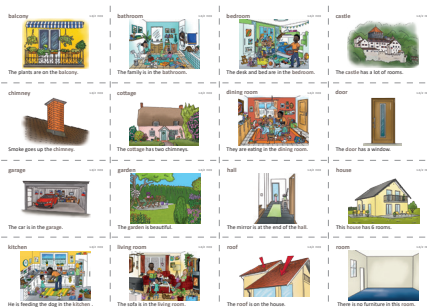 balcony
bathroom
bedroom
castle
The plants are on the balcony.
The family is in the bathroom.
The desk and bed are in the bedroom.
The castle has a lot of rooms.
chimney
cottage
dining room
door
Smoke goes up the chimney.
The cottage has two chimneys.
They are eating in the dining room.
The door has a window.
garage
garden
hall
house
The car is in the garage.
The garden is beautiful.
The mirror is at the end of the hall.
This house has 6 rooms.
kitchen
living room
roof
room
He is feeding the dog in the kitchen.
The sofa is in the living room.
The roof is on the house.
There is no furniture in this room.